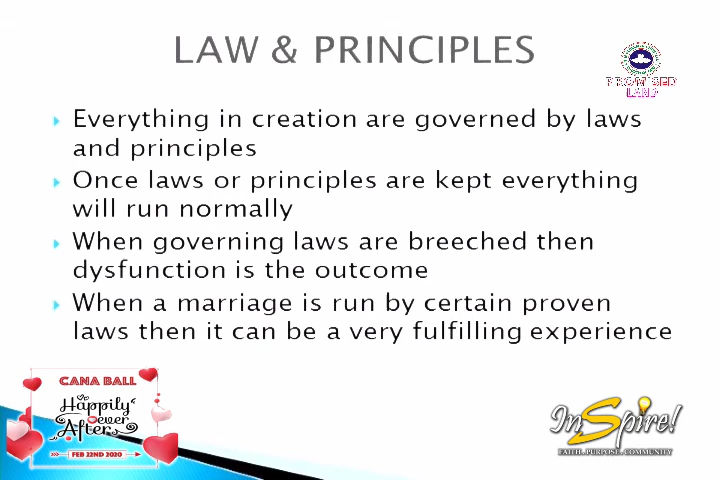 LAW & PRINCIPLES
PROMISED
LAND
Everything in creation are governed by laws
and principles
Once laws or principles are kept everything
will run normally
When governing laws are breeched then
dysfunction is the outcome
When a marriage is run by certain proven
laws then it can be a very fulfilling experience
CANA BALL
Happily
ever
After
FEB 22ND 2020
InSpire!
FAITH . PURPOSE . COMMUNITY